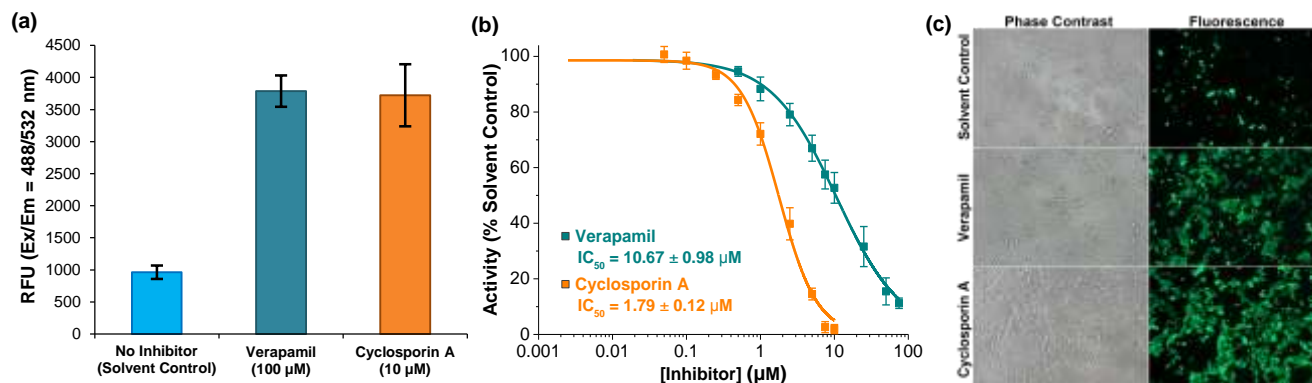 (a)
RFU (Ex/Em = 488/532 nm)
4500
4000
3500
3000
2500
2000
1500
1000
500
0
No Inhibitor
(Solvent Control)
Verapamil
(100 µM)
Cyclosporin A
(10 µM)
(b)
Activity (% Solvent Control)
100
80
60
40
20
0
Verapamil
IC50 = 10.67 ± 0.98 µM
Cyclosporin A
IC50 = 1.79 ± 0.12 µM
0.001
0.01
0.1
1
10
100
[Inhibitor] (µM)
(c)
Phase Contrast
Fluorescence
Solvent Control
Verapamil
Cyclosporin A